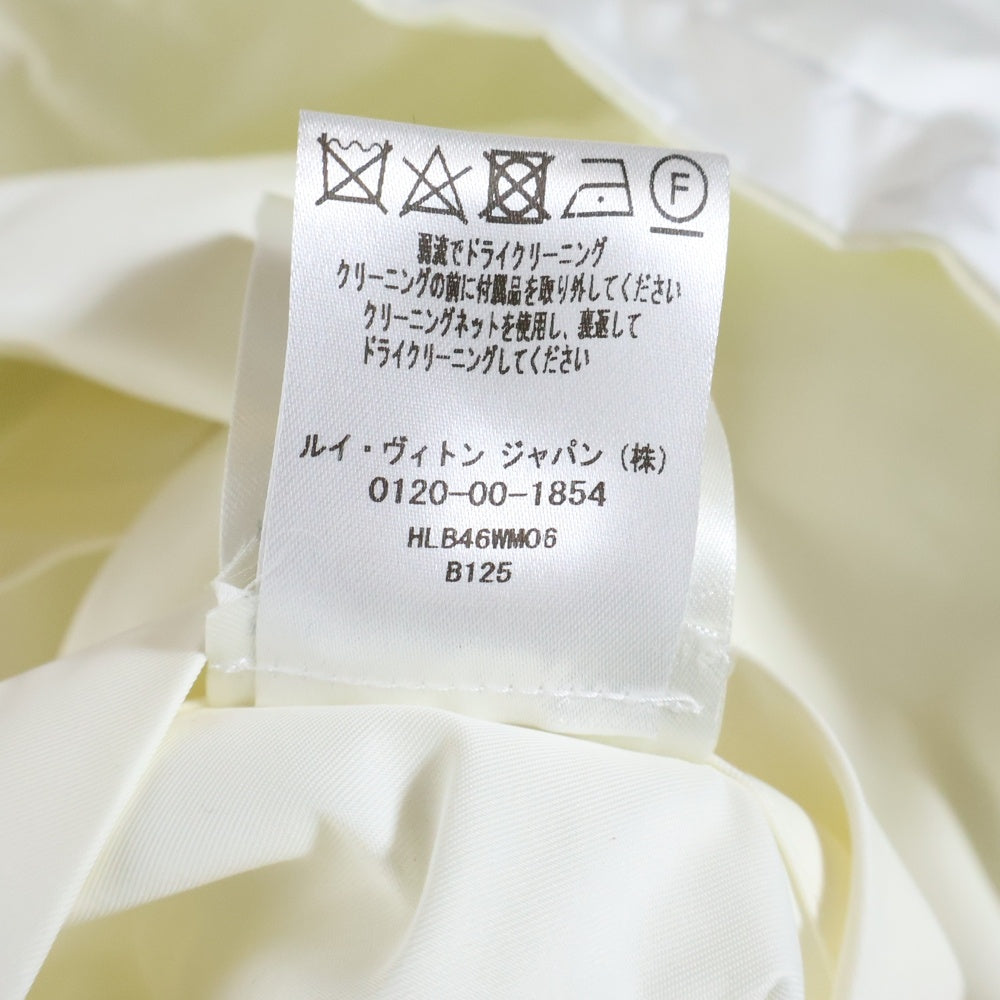 F
弱流でドライクリーニング
クリーニングの前に付属品を取り外してください
クリーニングネットを使用し、裏返して
ドライクリーニングしてください
ルイ・ヴィトン ジャパン (株)
0120-00-1854
HLB46WM06
B125